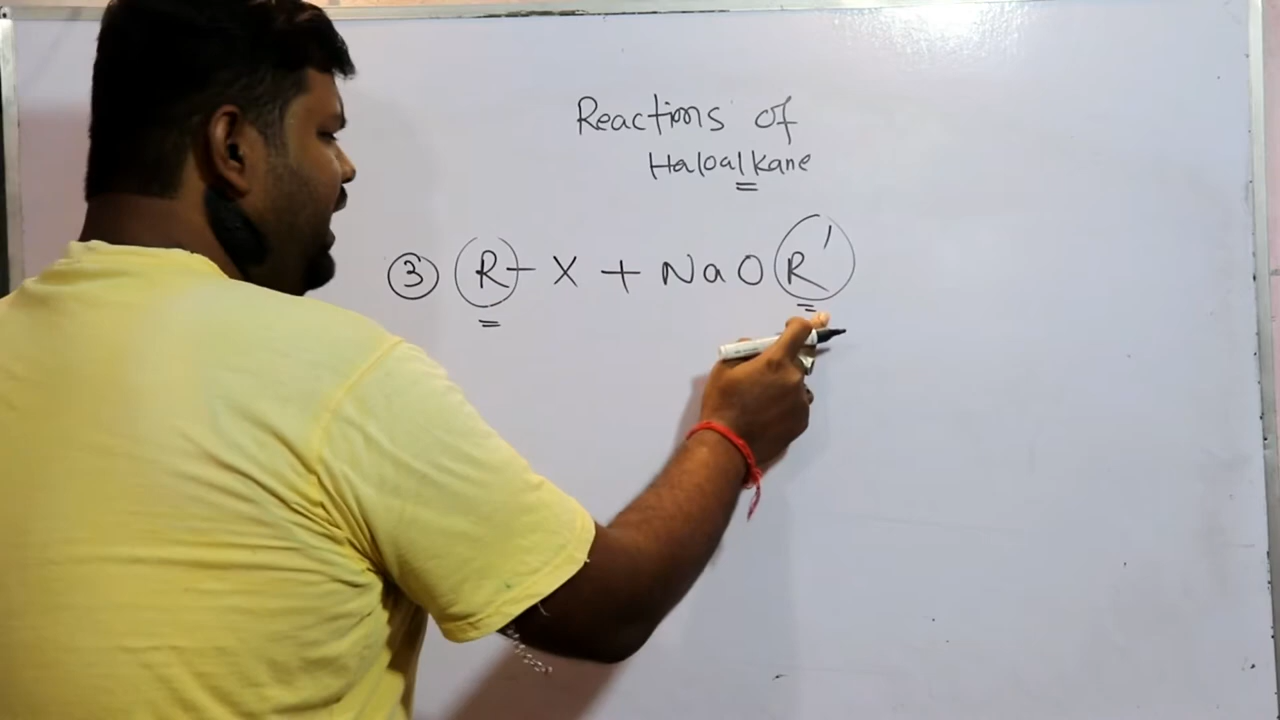 Reactions of
Haloalkane
③ R - X + NaOR'